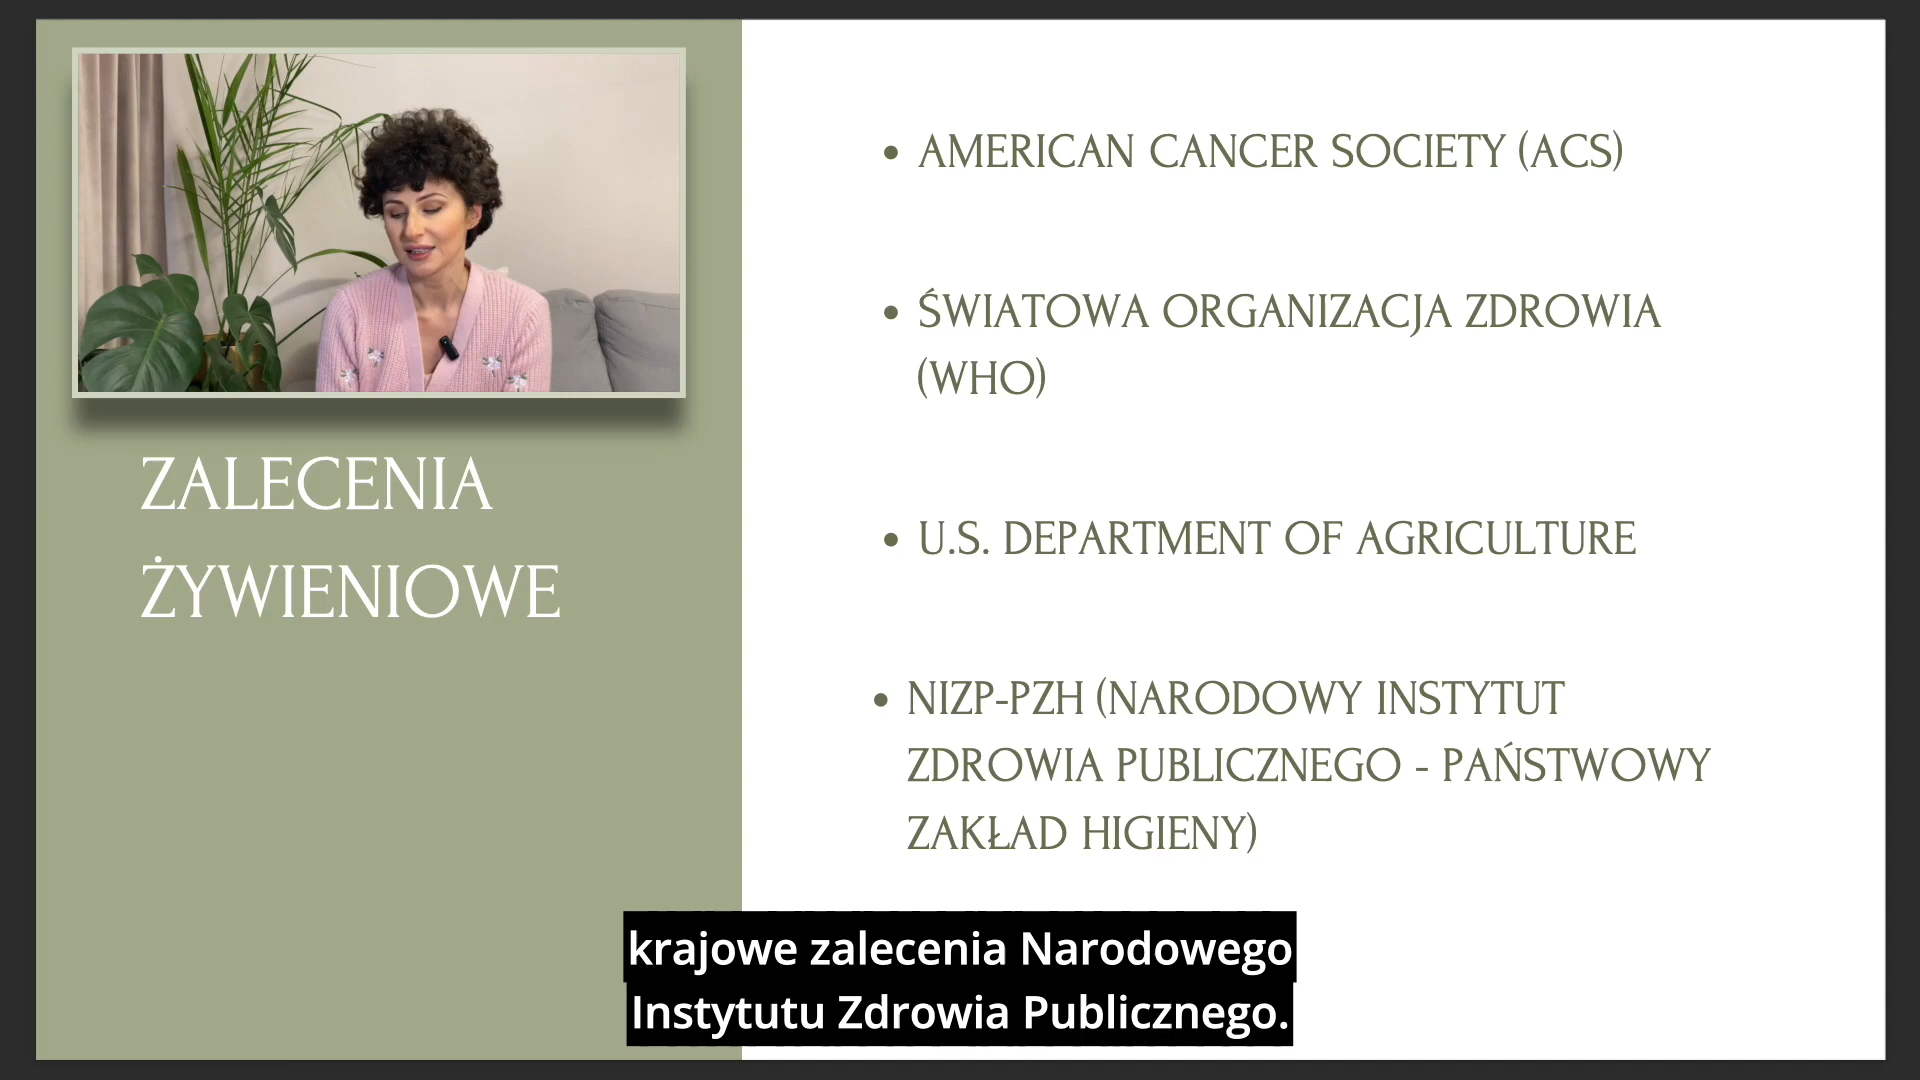 ZALECENIA
ŻYWIENIOWE
• AMERICAN CANCER SOCIETY (ACS)
• ŚWIATOWA ORGANIZACJA ZDROWIA
(WHO)
• U.S. DEPARTMENT OF AGRICULTURE
• NIZP-PZH (NARODOWY INSTYTUT
ZDROWIA PUBLICZNEGO - PAŃSTWOWY
ZAKŁAD HIGIENY)
krajowe zalecenia Narodowego
Instytutu Zdrowia Publicznego.